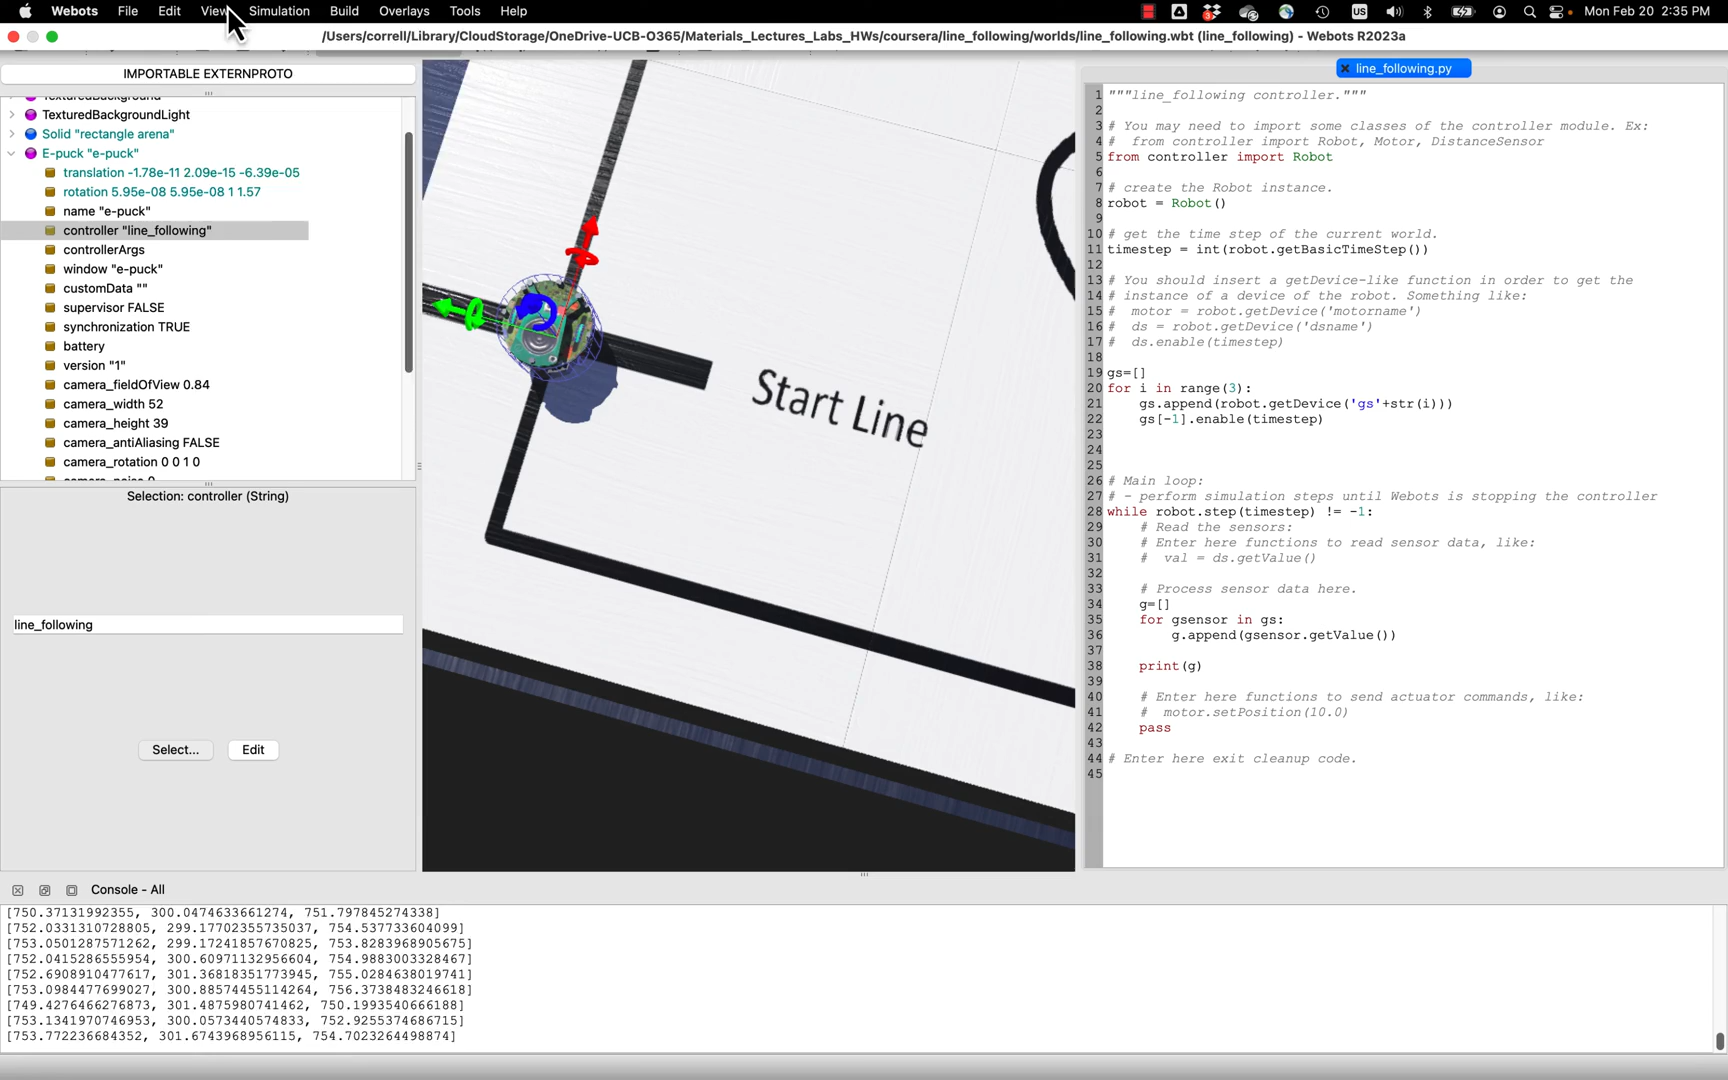 Webots File Edit View Simulation Build Overlays Tools Help
3 US Mon Feb 20 2:35 PM
/Users/correll/Library/CloudStorage/OneDrive-UCB-O365/Materials_Lectures_Labs_HWs/coursera/line_following/worlds/line_following.wbt (line_following) - Webots R2023a
IMPORTABLE EXTERNPROTO
TexturedBackground
TexturedBackgroundLight
Solid "rectangle arena"
E-puck "e-puck"
translation -1.78e-11 2.09e-15 -6.39e-05
rotation 5.95e-08 5.95e-08 1 1.57
name "e-puck"
controller "line_following"
controllerArgs
window "e-puck"
customData ""
supervisor FALSE
synchronization TRUE
battery
version "1"
camera_fieldOfView 0.84
camera_width 52
camera_height 39
camera_antiAliasing FALSE
camera_rotation 0 0 1 0
camera_noise 0
Selection: controller (String)
line_following
Select... Edit
Start Line
line_following.py
1 """line_following controller."""
2
3 # You may need to import some classes of the controller module. Ex:
4 #  from controller import Robot, Motor, DistanceSensor
5 from controller import Robot
6
7 # create the Robot instance.
8 robot = Robot()
9
10 # get the time step of the current world.
11 timestep = int(robot.getBasicTimeStep())
12
13 # You should insert a getDevice-like function in order to get the
14 # instance of a device of the robot. Something like:
15 #  motor = robot.getDevice('motorname')
16 #  ds = robot.getDevice('dsname')
17 #  ds.enable(timestep)
18
19 gs=[]
20 for i in range(3):
21     gs.append(robot.getDevice('gs'+str(i)))
22     gs[-1].enable(timestep)
23
24
25
26 # Main loop:
27 # - perform simulation steps until Webots is stopping the controller
28 while robot.step(timestep) != -1:
29     # Read the sensors:
30     # Enter here functions to read sensor data, like:
31     #  val = ds.getValue()
32
33     # Process sensor data here.
34     g=[]
35     for gsensor in gs:
36         g.append(gsensor.getValue())
37
38     print(g)
39
40     # Enter here functions to send actuator commands, like:
41     #  motor.setPosition(10.0)
42     pass
43
44 # Enter here exit cleanup code.
45
Console - All
[750.37131992355, 300.0474633661274, 751.797845274338]
[752.0331310728805, 299.17702355735037, 754.537733604099]
[753.0501287571262, 299.17241857670825, 753.8283968905675]
[752.0415286555954, 300.60971132956604, 754.9883003328467]
[752.6908910477617, 301.36818351773945, 755.0284638019741]
[753.0984477699027, 300.88574455114264, 756.3738483246618]
[749.4276466276873, 301.4875980741462, 750.1993540666188]
[753.1341970746953, 300.0573440574833, 752.9255374686715]
[753.772236684352, 301.6743968956115, 754.7023264498874]